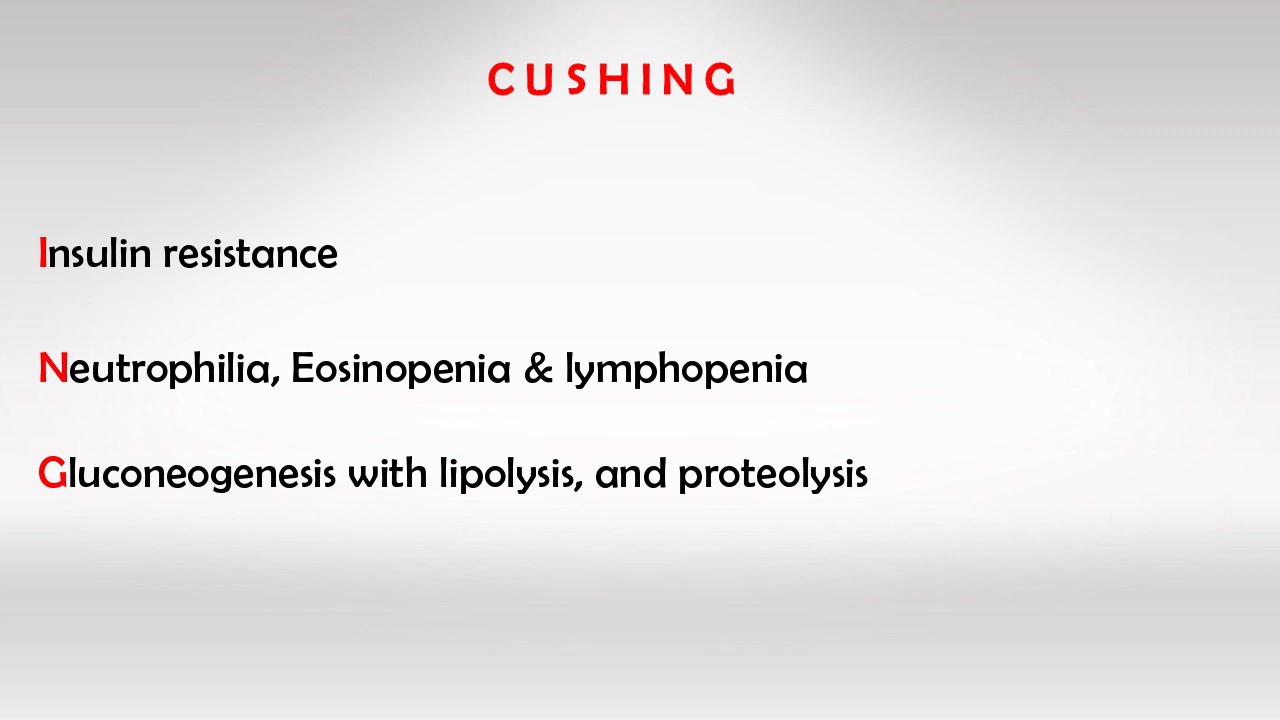 CUSHING
Insulin resistance
Neutrophilia, Eosinopenia & lymphopenia
Gluconeogenesis with lipolysis, and proteolysis